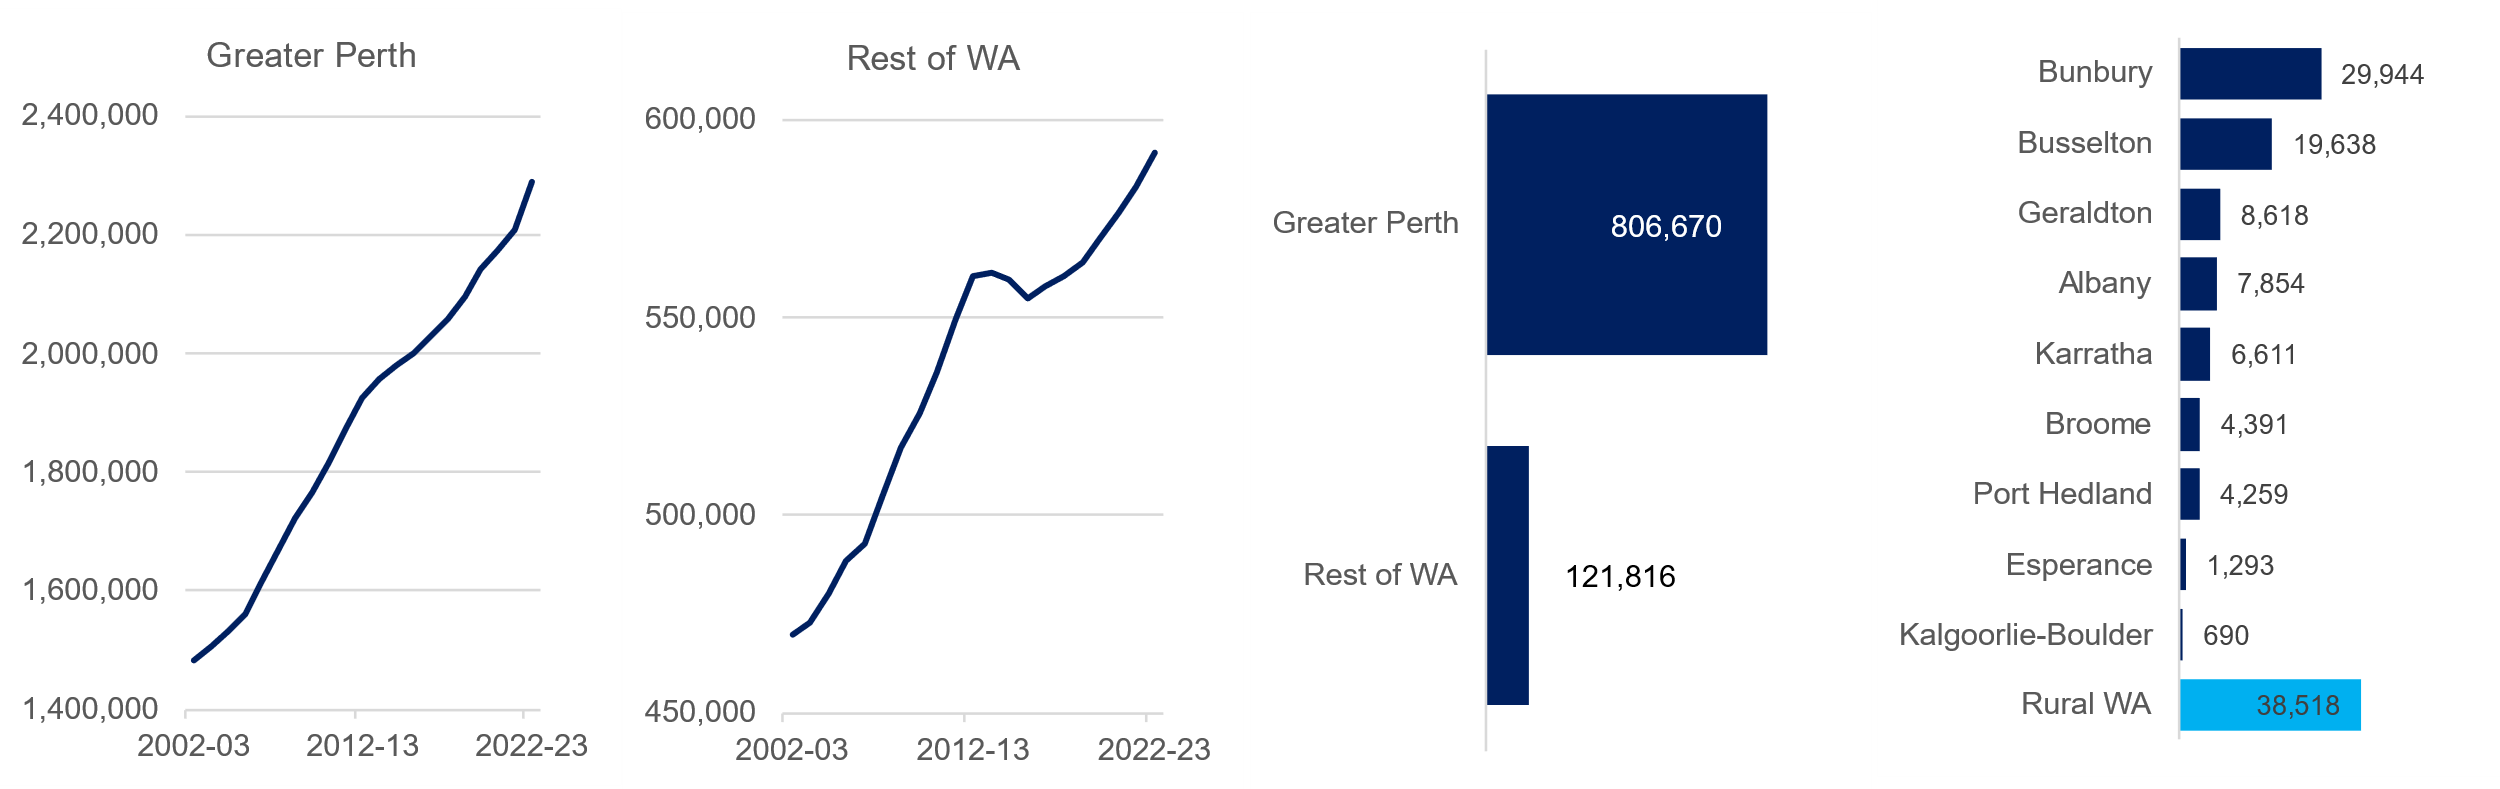 Greater Perth
2,400,000
2,200,000
2,000,000
1,800,000
1,600,000
1,400,000
2002-03 2012-13 2022-23
Rest of WA
600,000
550,000
500,000
450,000
2002-03 2012-13 2022-23
Greater Perth 806,670
Rest of WA 121,816
Bunbury 29,944
Busselton 19,638
Geraldton 8,618
Albany 7,854
Karratha 6,611
Broome 4,391
Port Hedland 4,259
Esperance 1,293
Kalgoorlie-Boulder 690
Rural WA 38,518